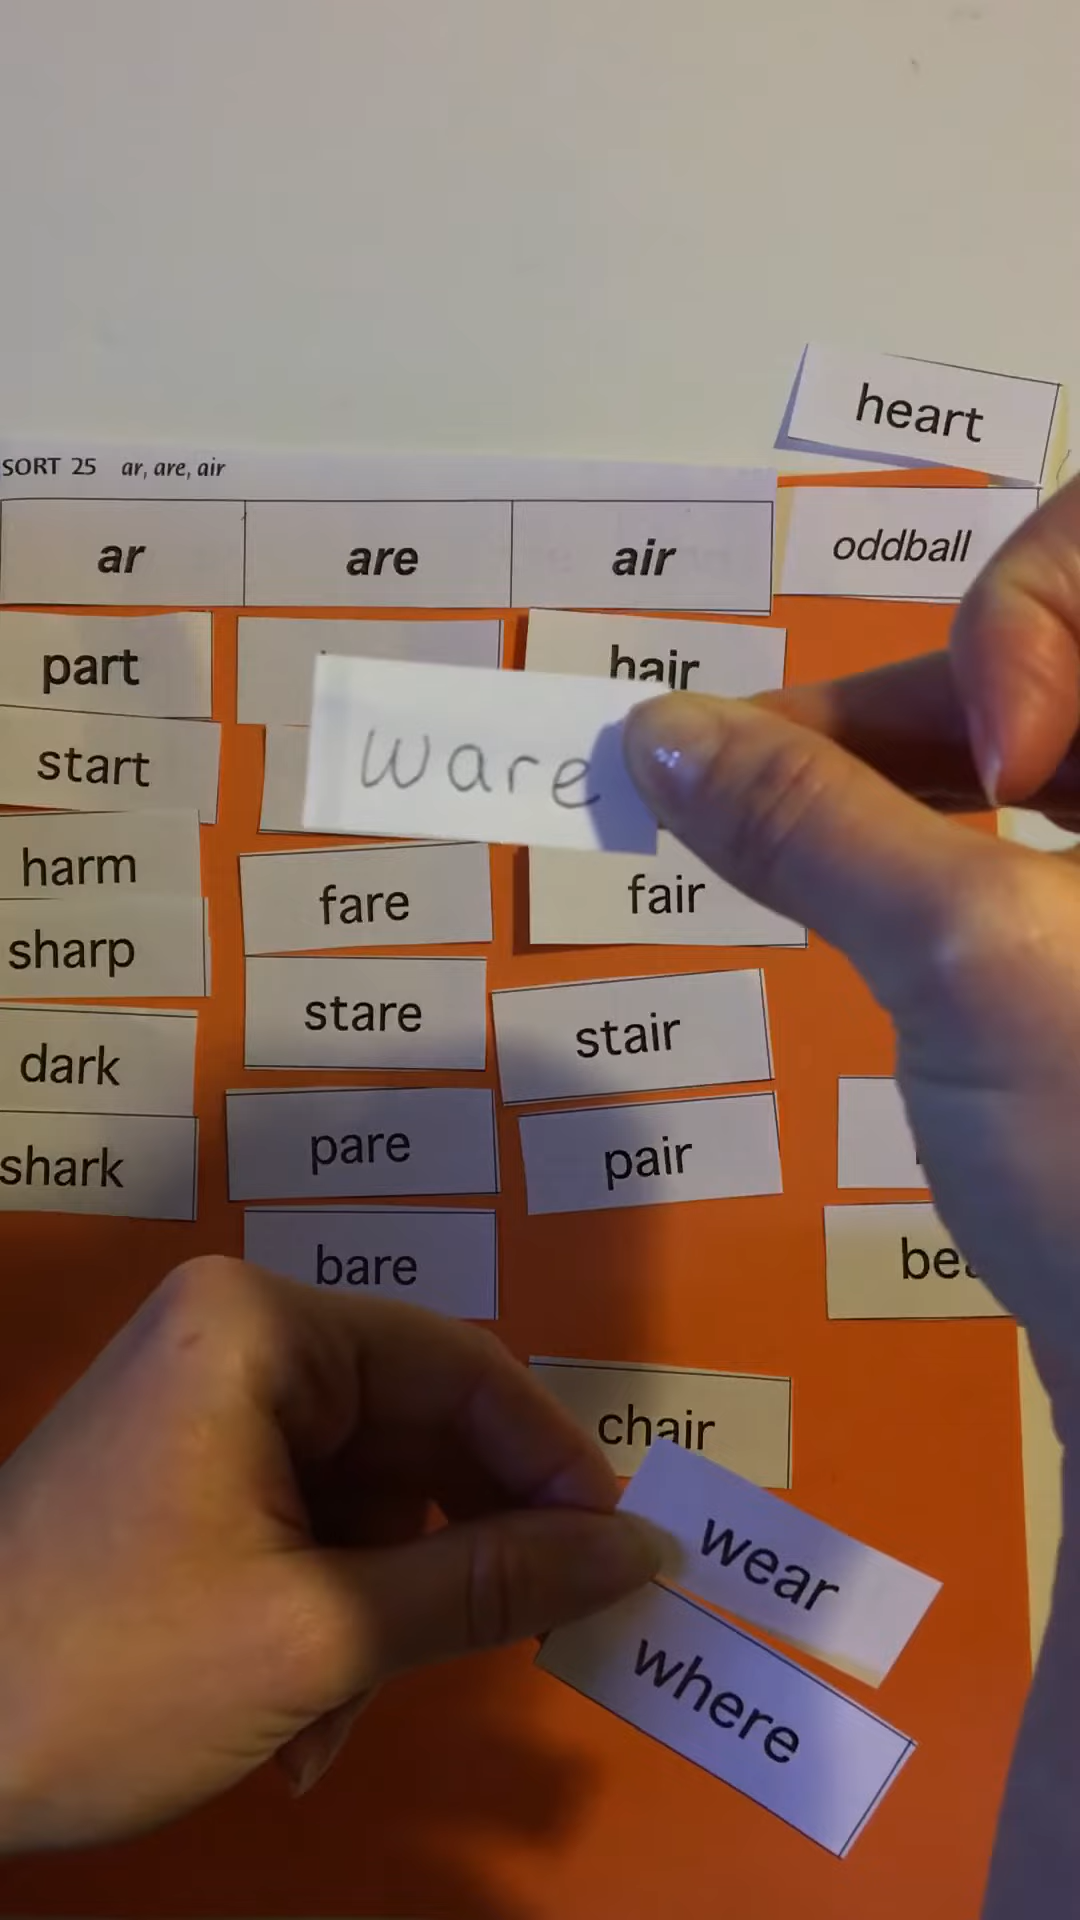 heart
SORT 25 ar, are, air
ar are air oddball
part
hair
start
ware
harm
fare
fair
sharp
stare
stair
dark
pare
pair
shark
bare
chair
wear
where